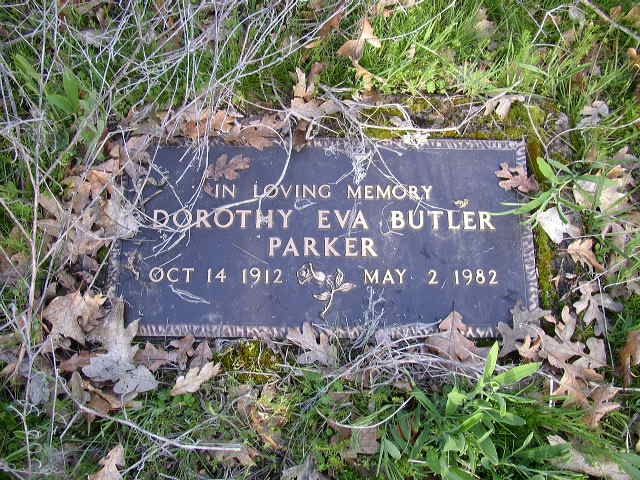 IN LOVING MEMORY
DOROTHY EVA BUTLER
PARKER
OCT 14 1912 MAY 2, 1982